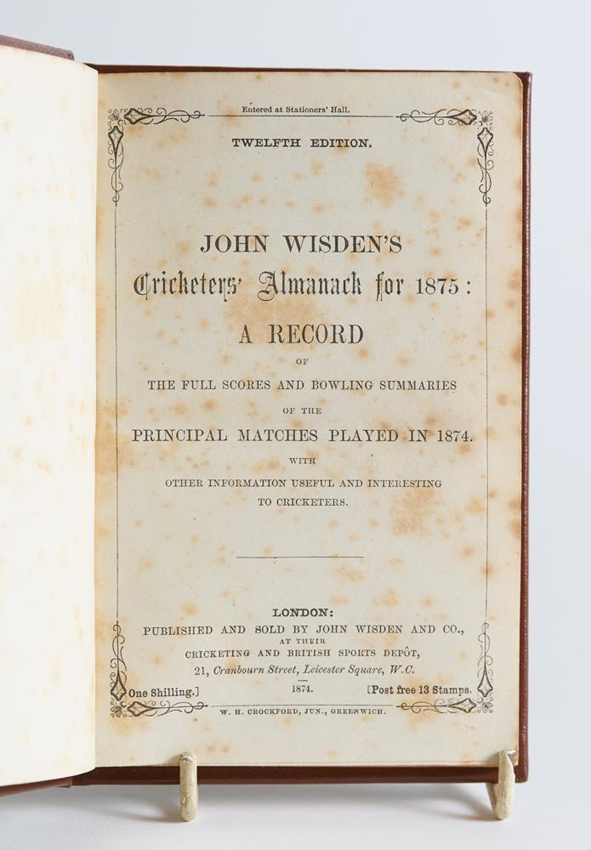 Entered at Stationers' Hall.
TWELFTH EDITION.
JOHN WISDEN'S
Cricketers' Almanack for 1875:
A RECORD
OF
THE FULL SCORES AND BOWLING SUMMARIES
OF THE
PRINCIPAL MATCHES PLAYED IN 1874.
WITH
OTHER INFORMATION USEFUL AND INTERESTING
TO CRICKETERS.
LONDON:
PUBLISHED AND SOLD BY JOHN WISDEN AND CO.,
AT THEIR
CRICKETING AND BRITISH SPORTS DEPÔT,
21, Cranbourn Street, Leicester Square, W.C.
One Shilling.] 1874. [Post free 13 Stamps.
W. H. CROCKFORD, JUN., GREENWICH.